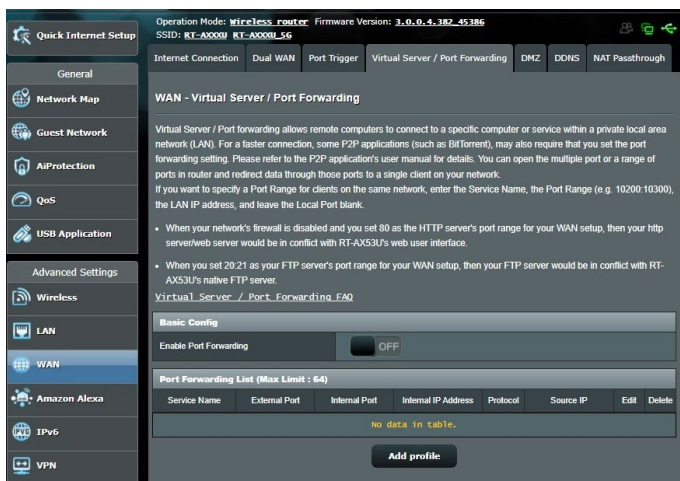 Operation Mode: Wireless router Firmware Version: 3.0.0.4.382_45386
SSID: RT-AXXXU RT-AXXXU_5G
Quick Internet Setup
General
Network Map
Guest Network
AiProtection
QoS
USB Application
Advanced Settings
Wireless
LAN
WAN
Amazon Alexa
IPv6
VPN
Internet Connection Dual WAN Port Trigger Virtual Server / Port Forwarding DMZ DDNS NAT Passthrough
WAN - Virtual Server / Port Forwarding
Virtual Server / Port forwarding allows remote computers to connect to a specific computer or service within a private local area
network (LAN). For a faster connection, some P2P applications (such as BitTorrent), may also require that you set the port
forwarding setting. Please refer to the P2P application's user manual for details. You can open the multiple port or a range of
ports in router and redirect data through those ports to a single client on your network.
If you want to specify a Port Range for clients on the same network, enter the Service Name, the Port Range (e.g. 10200:10300),
the LAN IP address, and leave the Local Port blank.
• When your network's firewall is disabled and you set 80 as the HTTP server's port range for your WAN setup, then your http
server/web server would be in conflict with RT-AX53U's web user interface.
• When you set 20:21 as your FTP server's port range for your WAN setup, then your FTP server would be in conflict with RT-
AX53U's native FTP server.
Virtual Server / Port Forwarding FAQ
Basic Config
Enable Port Forwarding OFF
Port Forwarding List (Max Limit : 64)
Service Name External Port Internal Port Internal IP Address Protocol Source IP Edit Delete
No data in table.
Add profile